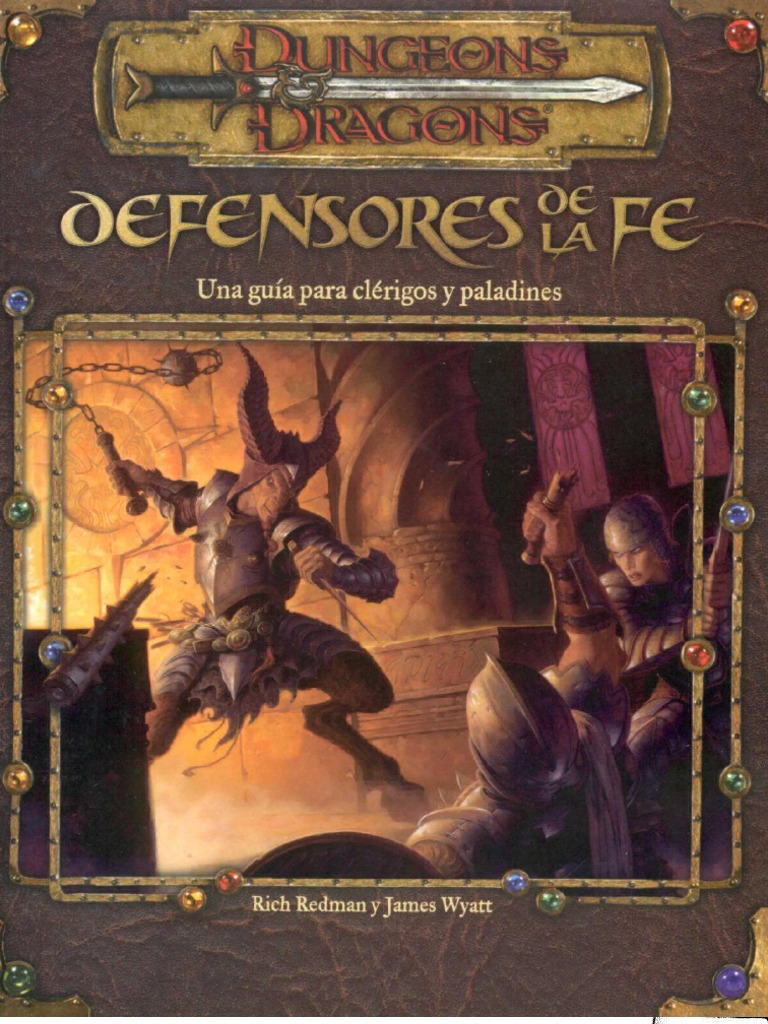 DUNGEONS
&
DRAGONS®
DEFENSORES DE LA FE
Una guía para clérigos y paladines
Rich Redman y James Wyatt